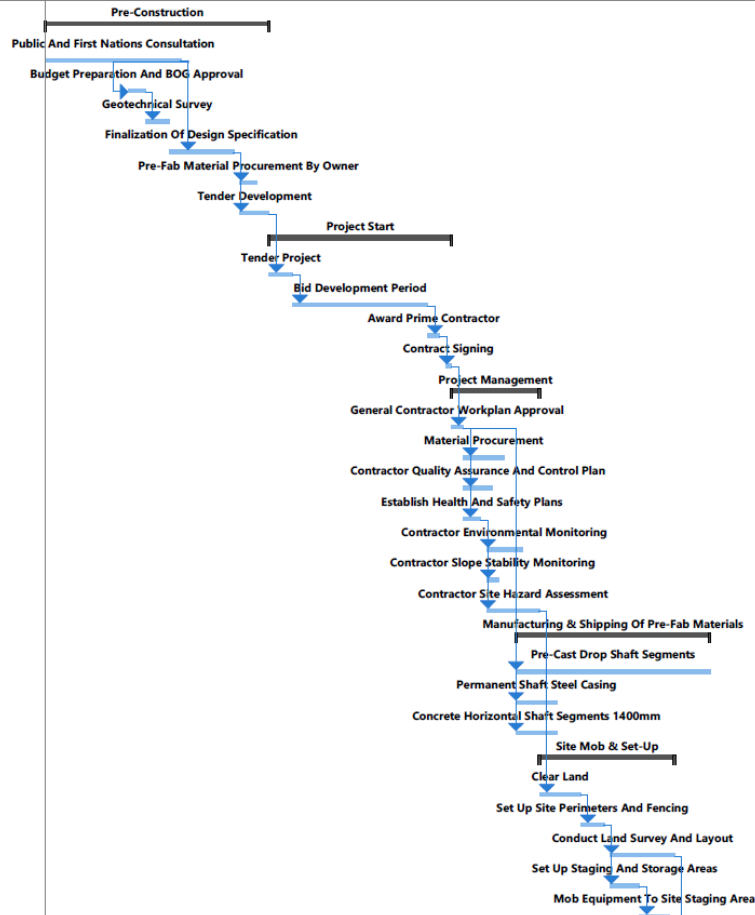 Pre-Construction
Public And First Nations Consultation
Budget Preparation And BOG Approval
Geotechnical Survey
Finalization Of Design Specification
Pre-Fab Material Procurement By Owner
Tender Development
Project Start
Tender Project
Bid Development Period
Award Prime Contractor
Contract Signing
Project Management
General Contractor Workplan Approval
Material Procurement
Contractor Quality Assurance And Control Plan
Establish Health And Safety Plans
Contractor Environmental Monitoring
Contractor Slope Stability Monitoring
Contractor Site Hazard Assessment
Manufacturing & Shipping Of Pre-Fab Materials
Pre-Cast Drop Shaft Segments
Permanent Shaft Steel Casing
Concrete Horizontal Shaft Segments 1400mm
Site Mob & Set-Up
Clear Land
Set Up Site Perimeters And Fencing
Conduct Land Survey And Layout
Set Up Staging And Storage Areas
Mob Equipment To Site Staging Area